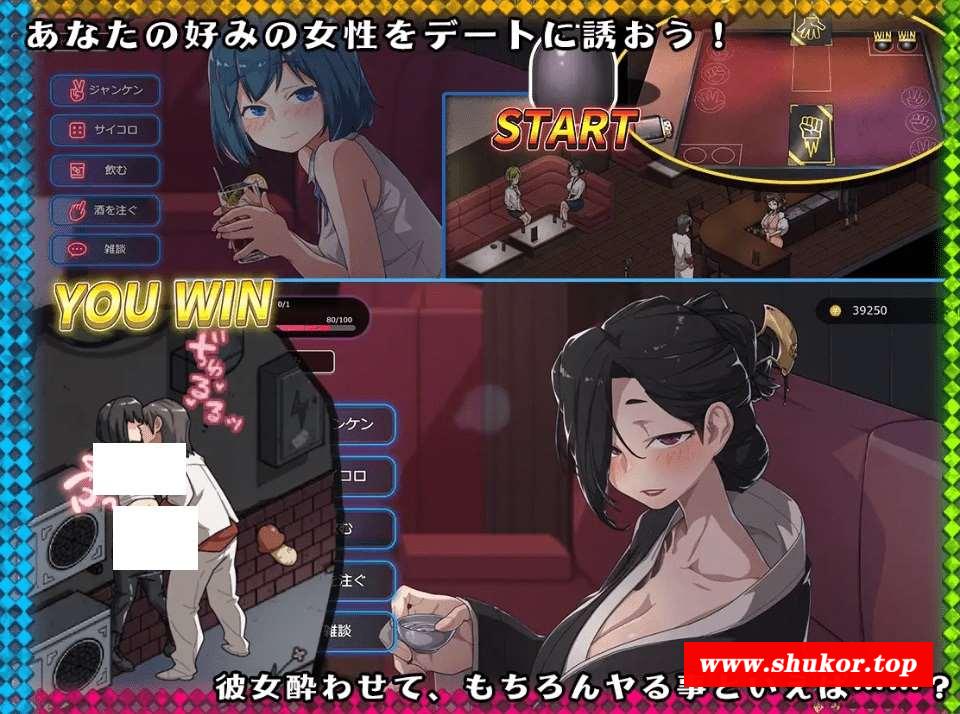 あなたの好みの女性をデートに誘おう！
ジャンケン
サイコロ
飲む
酒を注ぐ
雑談
START
WIN WIN
YOU WIN
0/1
80/100
39250
ンケン
コロ
む
注ぐ
雑談
www.shukor.top
彼女酔わせて、もちろんヤる事といえば……？